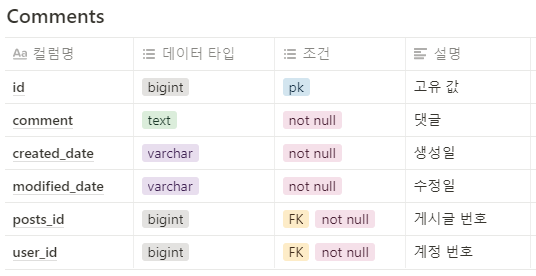 Comments
Aa 컬럼명 데이터 타입 조건 설명
id bigint pk 고유 값
comment text not null 댓글
created_date varchar not null 생성일
modified_date varchar not null 수정일
posts_id bigint FK not null 게시글 번호
user_id bigint FK not null 계정 번호